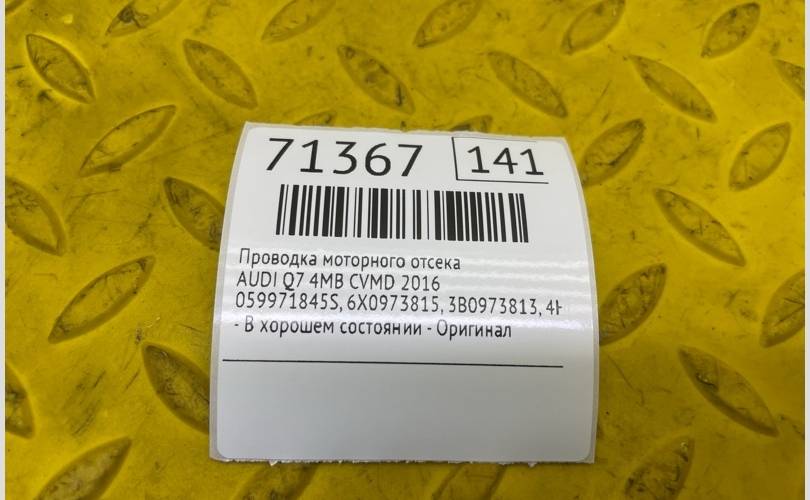 71367 141
Проводка моторного отсека
AUDI Q7 4MB CVMD 2016
059971845S, 6X0973815, 3B0973813,
- В хорошем состоянии - Оригинал